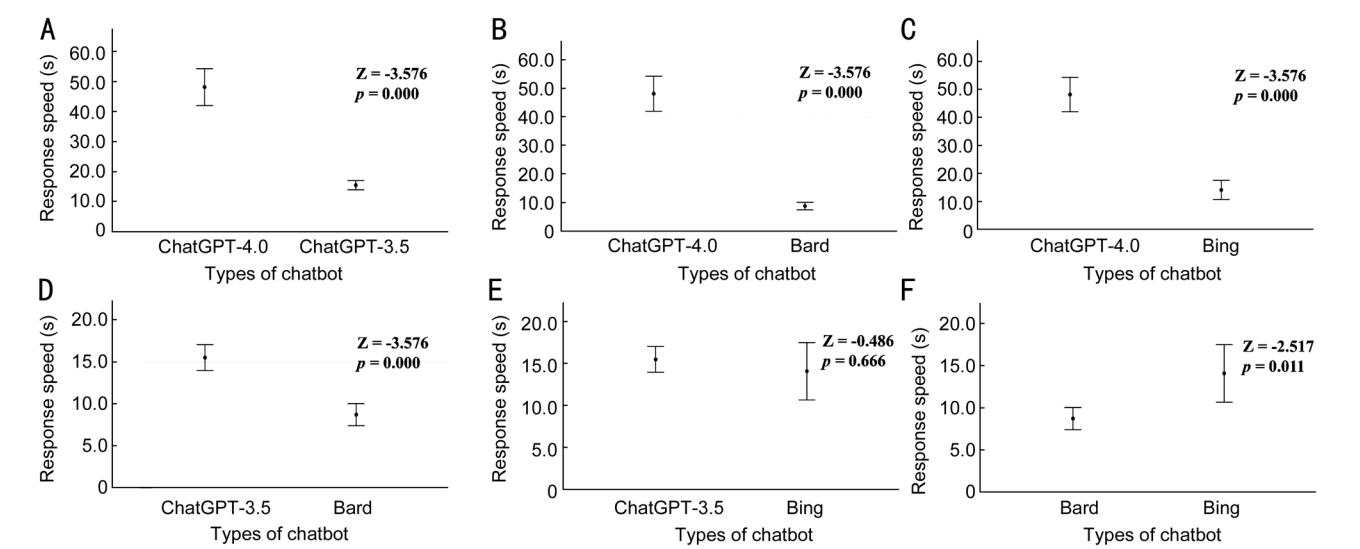 A
Response speed (s)
60.0
50.0
40.0
30.0
20.0
10.0
0
Z = -3.576
p = 0.000
ChatGPT-4.0 ChatGPT-3.5
Types of chatbot
B
Response speed (s)
60.0
50.0
40.0
30.0
20.0
10.0
0
Z = -3.576
p = 0.000
ChatGPT-4.0 Bard
Types of chatbot
C
Response speed (s)
60.0
50.0
40.0
30.0
20.0
10.0
0
Z = -3.576
p = 0.000
ChatGPT-4.0 Bing
Types of chatbot
D
Response speed (s)
20.0
15.0
10.0
5.0
0
Z = -3.576
p = 0.000
ChatGPT-3.5 Bard
Types of chatbot
E
Response speed (s)
20.0
15.0
10.0
5.0
0
Z = -0.486
p = 0.666
ChatGPT-3.5 Bing
Types of chatbot
F
Response speed (s)
20.0
15.0
10.0
5.0
0
Z = -2.517
p = 0.011
Bard Bing
Types of chatbot